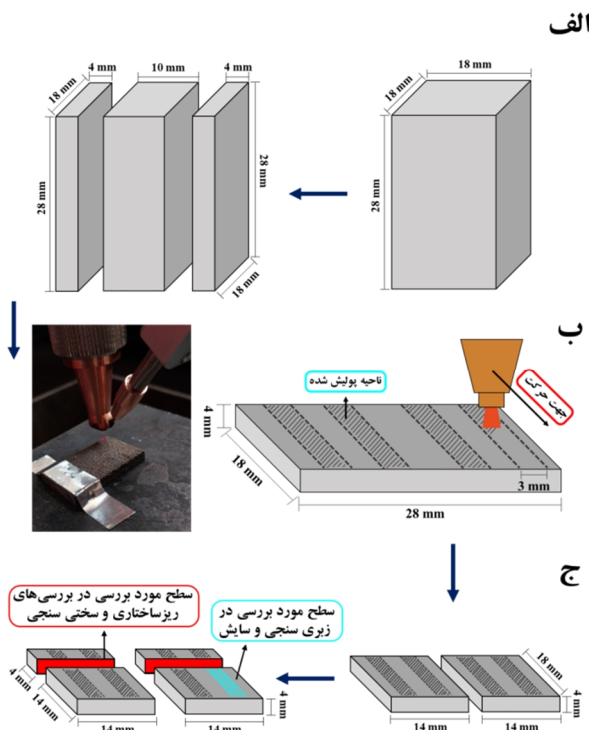 الف
18 mm
18 mm
28 mm
4 mm
10 mm
4 mm
18 mm
28 mm
28 mm
18 mm
ب
ناحیه پولیش شده
جهت حرکت
4 mm
18 mm
28 mm
3 mm
ج
سطح مورد بررسی در بررسی‌های
ریزساختاری و سختی سنجی
سطح مورد بررسی در
زبری سنجی و سایش
18 mm
4 mm
14 mm
14 mm
4 mm
14 mm
14 mm
14 mm
4 mm